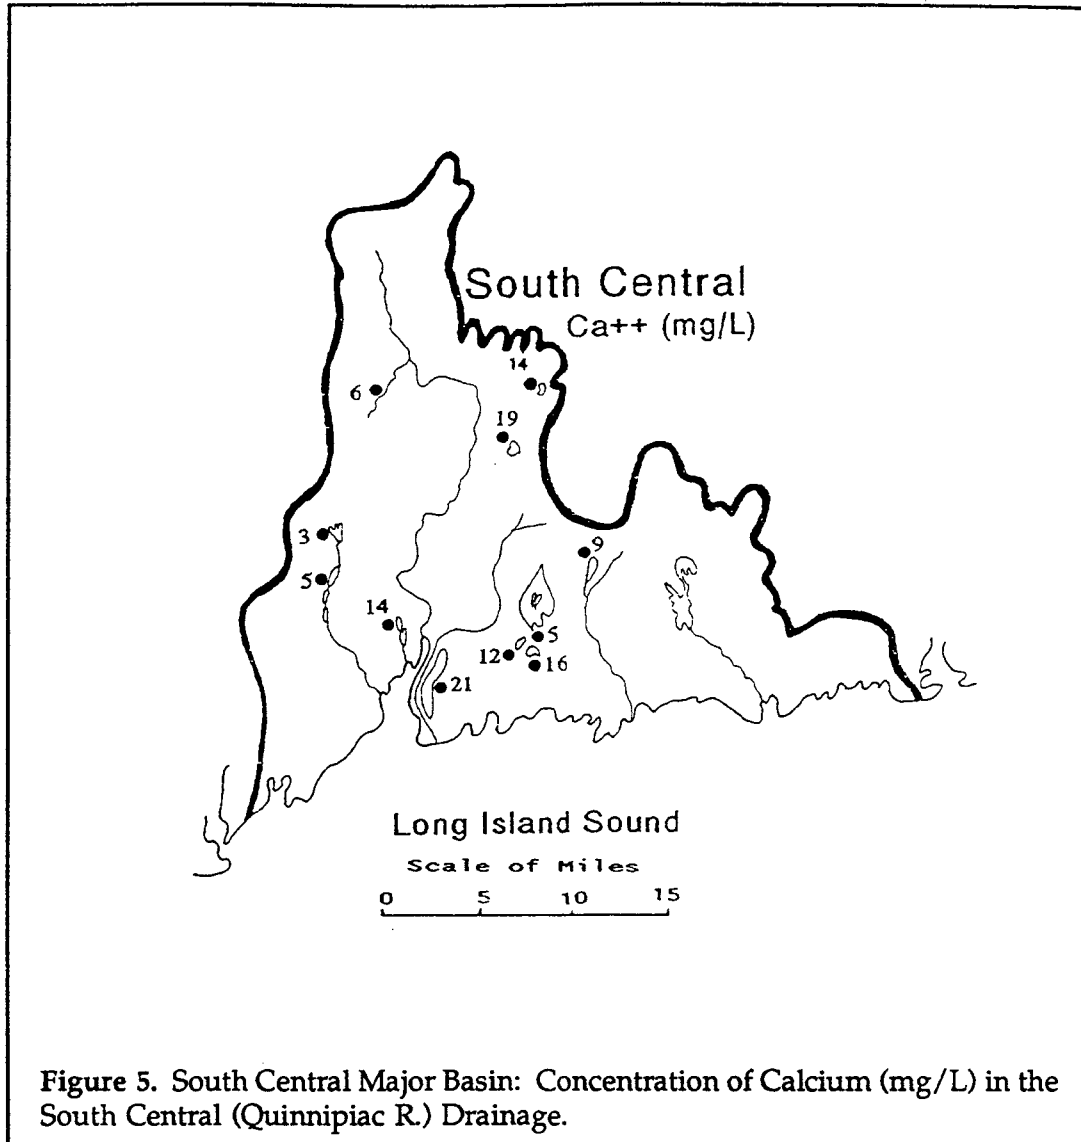 South Central
Ca++ (mg/L)
14
6
19
3
9
5
14
5
12
16
21
Long Island Sound
Scale of Miles
0 5 10 15
Figure 5. South Central Major Basin: Concentration of Calcium (mg/L) in the
South Central (Quinnipiac R.) Drainage.